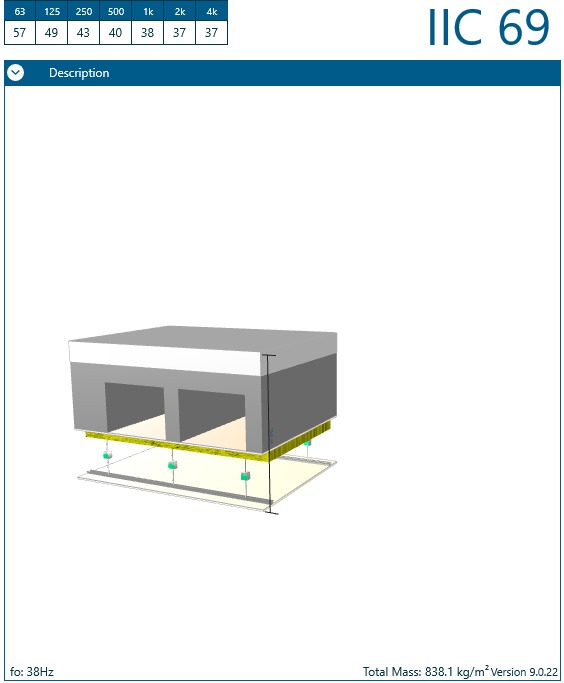 63 125 250 500 1k 2k 4k
57 49 43 40 38 37 37
IIC 69
Description
fo: 38Hz
Total Mass: 838.1 kg/m² Version 9.0.22